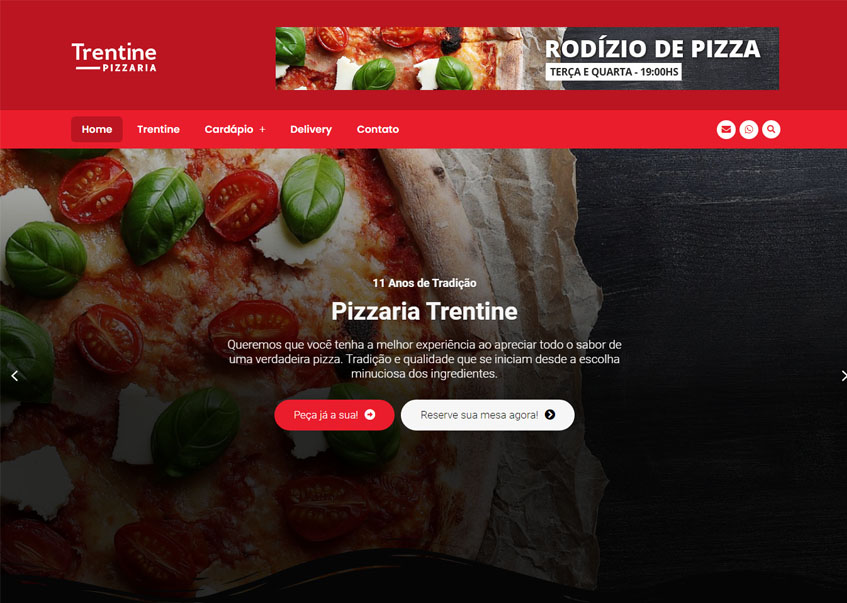 Trentine
PIZZARIA
RODÍZIO DE PIZZA
TERÇA E QUARTA - 19:00HS
Home Trentine Cardápio + Delivery Contato
11 Anos de Tradição
Pizzaria Trentine
Queremos que você tenha a melhor experiência ao apreciar todo o sabor de
uma verdadeira pizza. Tradição e qualidade que se iniciam desde a escolha
minuciosa dos ingredientes.
Peça já a sua! Reserve sua mesa agora!